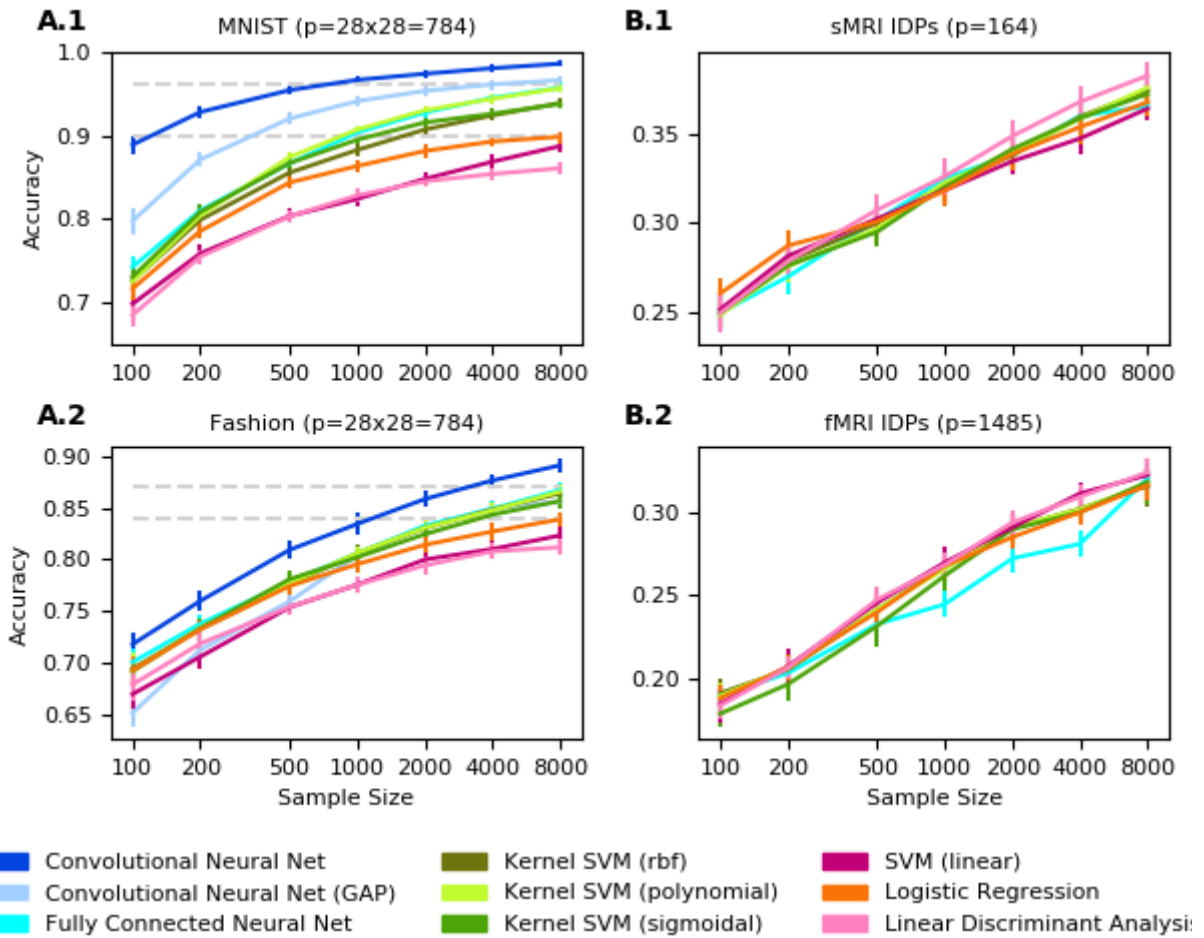 A.1
MNIST (p=28x28=784)
1.0
0.9
0.8
0.7
Accuracy
100 200 500 1000 2000 4000 8000
B.1
sMRI IDPs (p=164)
0.35
0.30
0.25
100 200 500 1000 2000 4000 8000
A.2
Fashion (p=28x28=784)
0.90
0.85
0.80
0.75
0.70
0.65
Accuracy
100 200 500 1000 2000 4000 8000
Sample Size
B.2
fMRI IDPs (p=1485)
0.30
0.25
0.20
100 200 500 1000 2000 4000 8000
Sample Size
Convolutional Neural Net
Convolutional Neural Net (GAP)
Fully Connected Neural Net
Kernel SVM (rbf)
Kernel SVM (polynomial)
Kernel SVM (sigmoidal)
SVM (linear)
Logistic Regression
Linear Discriminant Analysis